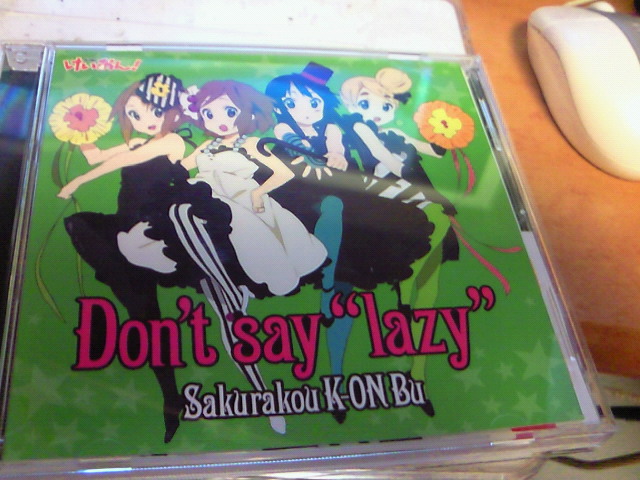 けいおん!
Don't say "lazy"
Sakurakou K-ON Bu